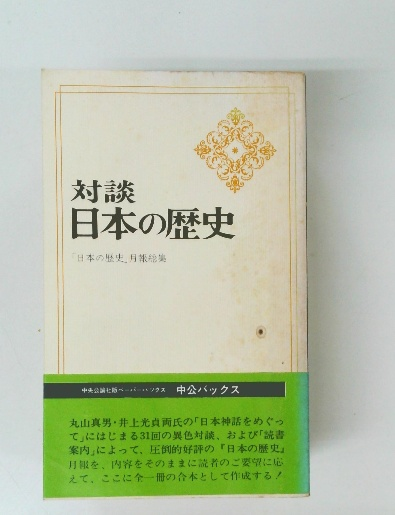 対談
日本の歴史
「日本の歴史」月報総集
中央公論社版ペーパーバックス 中公バックス
丸山真男・井上光貞両氏の「日本神話をめぐっ
て」にはじまる31回の異色対談、および「読書
案内」によって、圧倒的好評の『日本の歴史』
月報を、内容をそのままに読者のご要望に応
えて、ここに全一冊の合本として作成する!